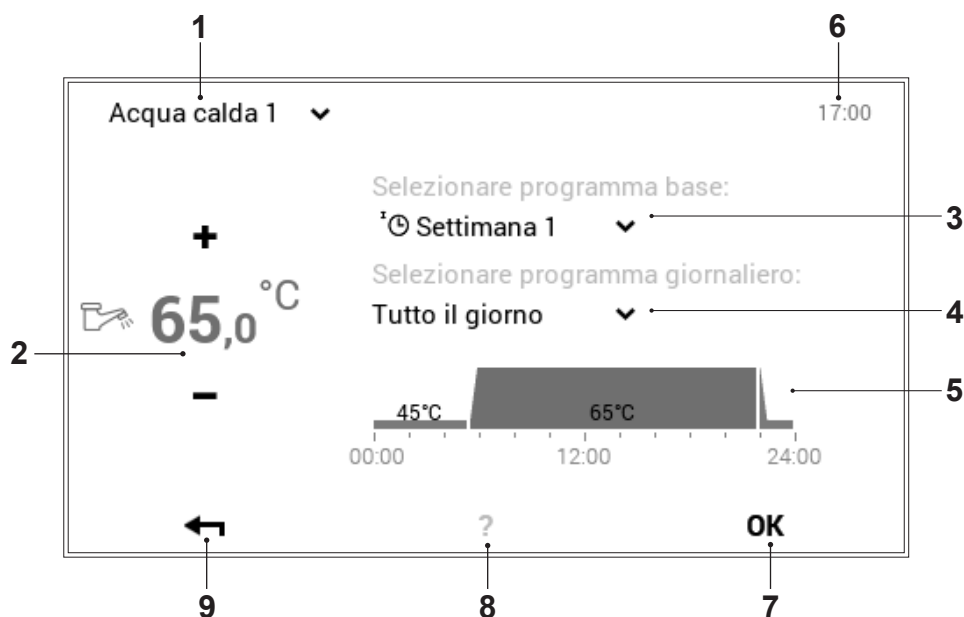 1
6
Acqua calda 1
17:00
Selezionare programma base:
I Settimana 1
3
+
Selezionare programma giornaliero:
65,0 °C
Tutto il giorno
4
2
−
45°C
65°C
5
00:00
12:00
24:00
?
OK
9
8
7